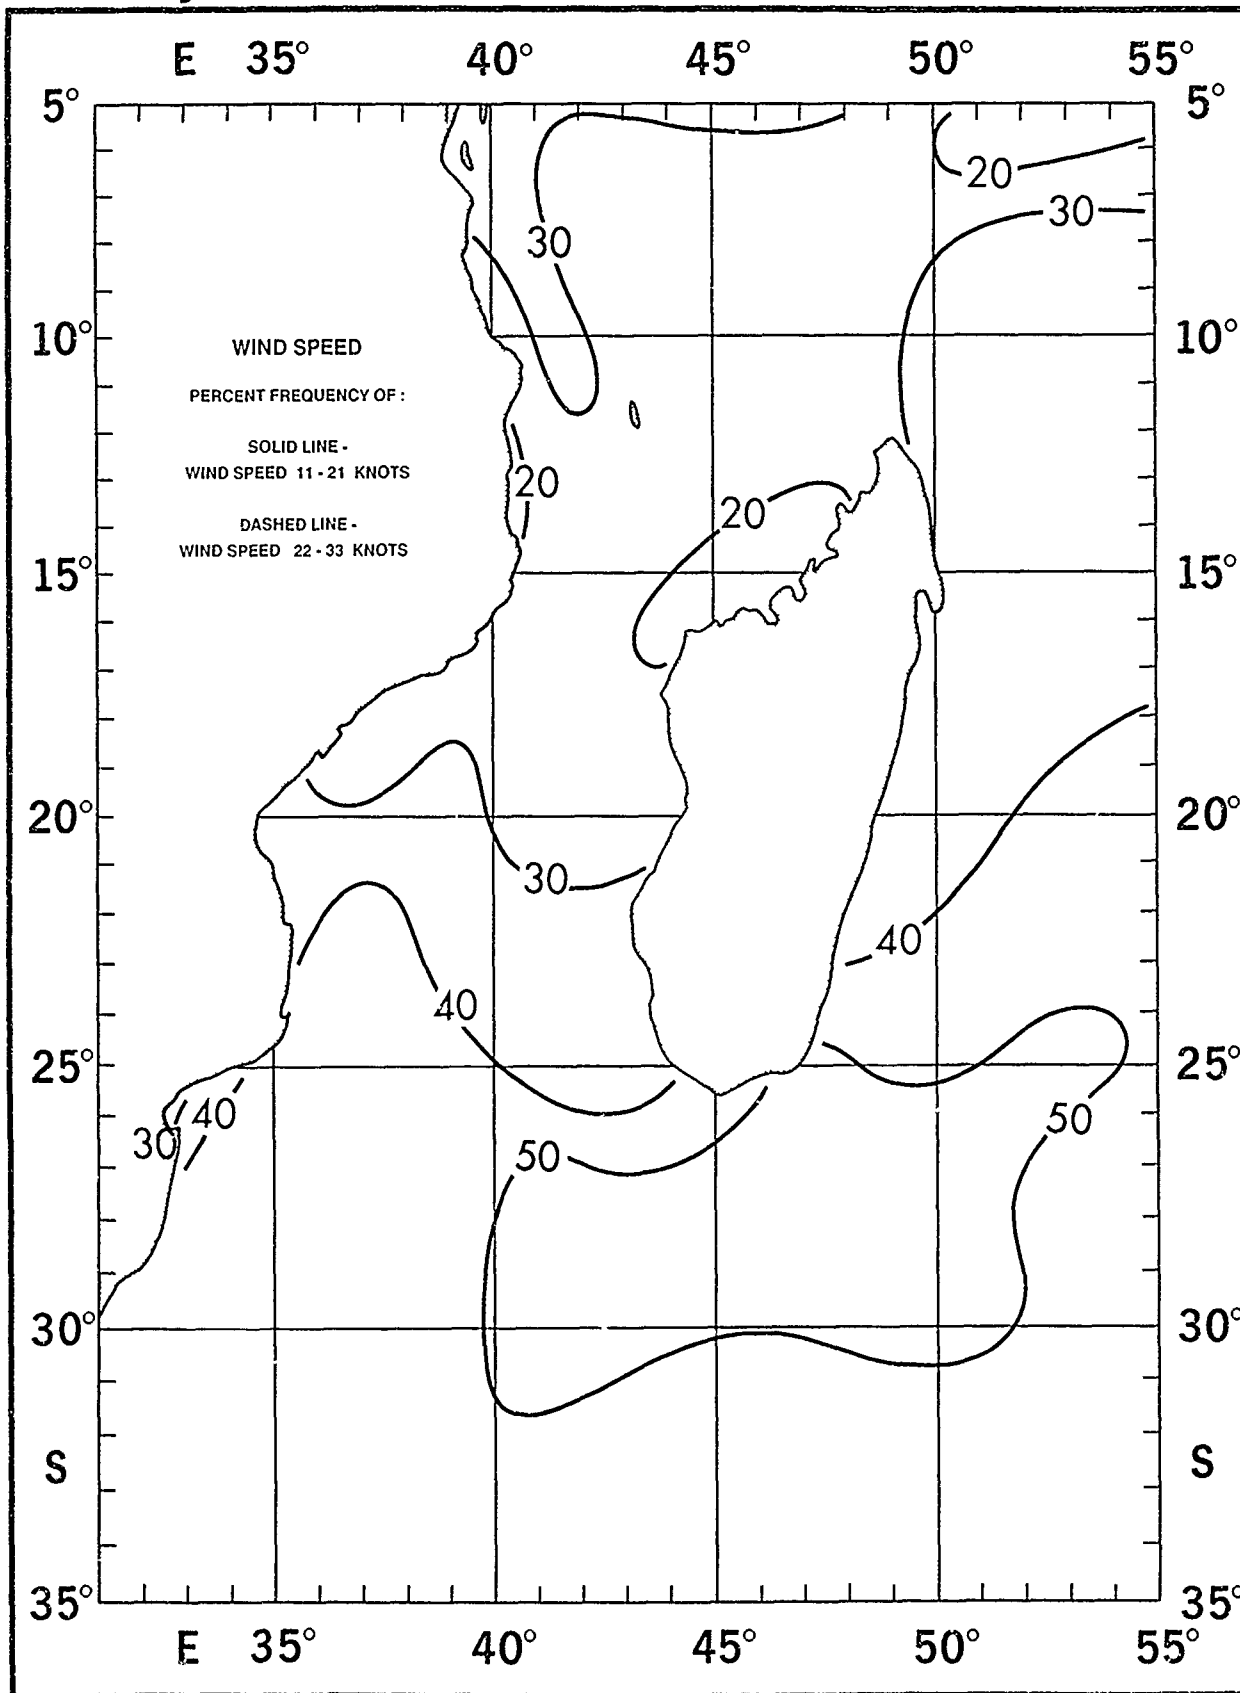 E 35° 40° 45° 50° 55°
5° 5°
20
30
30
10° 10°
WIND SPEED
PERCENT FREQUENCY OF :
SOLID LINE -
WIND SPEED 11 - 21 KNOTS
20
20
DASHED LINE -
WIND SPEED 22 - 33 KNOTS
15° 15°
20° 20°
30
40
40
25° 25°
40 50
30 50
30° 30°
S S
35° 35°
E 35° 40° 45° 50° 55°